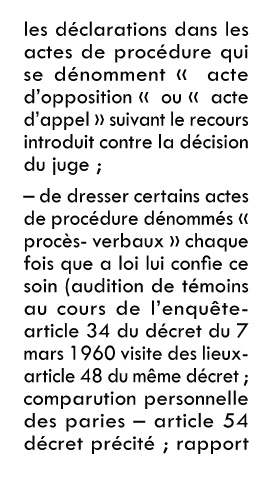 les déclarations dans les
actes de procédure qui
se dénomment «  acte
d’opposition «  ou «  acte
d’appel » suivant le recours
introduit contre la décision
du juge ;
– de dresser certains actes
de procédure dénommés «
procès- verbaux » chaque
fois que a loi lui confie ce
soin (audition de témoins
au cours de l’enquête-
article 34 du décret du 7
mars 1960 visite des lieux-
article 48 du même décret ;
comparution personnelle
des paries – article 54
décret précité ; rapport